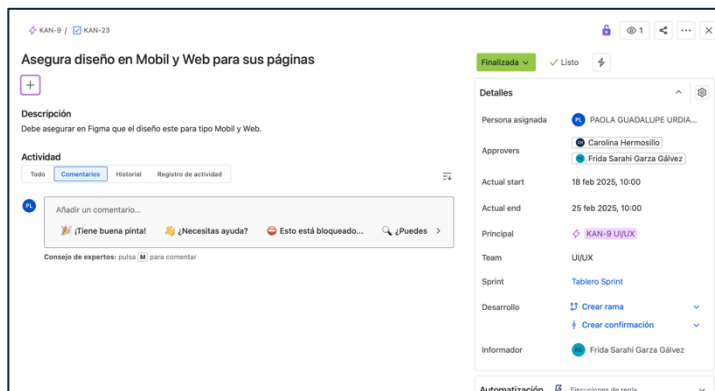 KAN-9 / KAN-23
1
Asegura diseño en Mobil y Web para sus páginas
Descripción
Debe asegurar en Figma que el diseño este para tipo Mobil y Web.
Actividad
Todo Comentarios Historial Registro de actividad
PL
Añadir un comentario...
¡Tiene buena pinta! ¿Necesitas ayuda? Esto está bloqueado... ¿Puedes
Consejo de expertos: pulsa M para comentar
Finalizada Listo
Detalles
Persona asignada PL PAOLA GUADALUPE URDIA...
Approvers CH Carolina Hermosillo
FG Frida Sarahi Garza Gálvez
Actual start 18 feb 2025, 10:00
Actual end 25 feb 2025, 10:00
Principal KAN-9 UI/UX
Team UI/UX
Sprint Tablero Sprint
Desarrollo Crear rama
Crear confirmación
Informador FG Frida Sarahi Garza Gálvez
Automatización Ejecuciones de regla